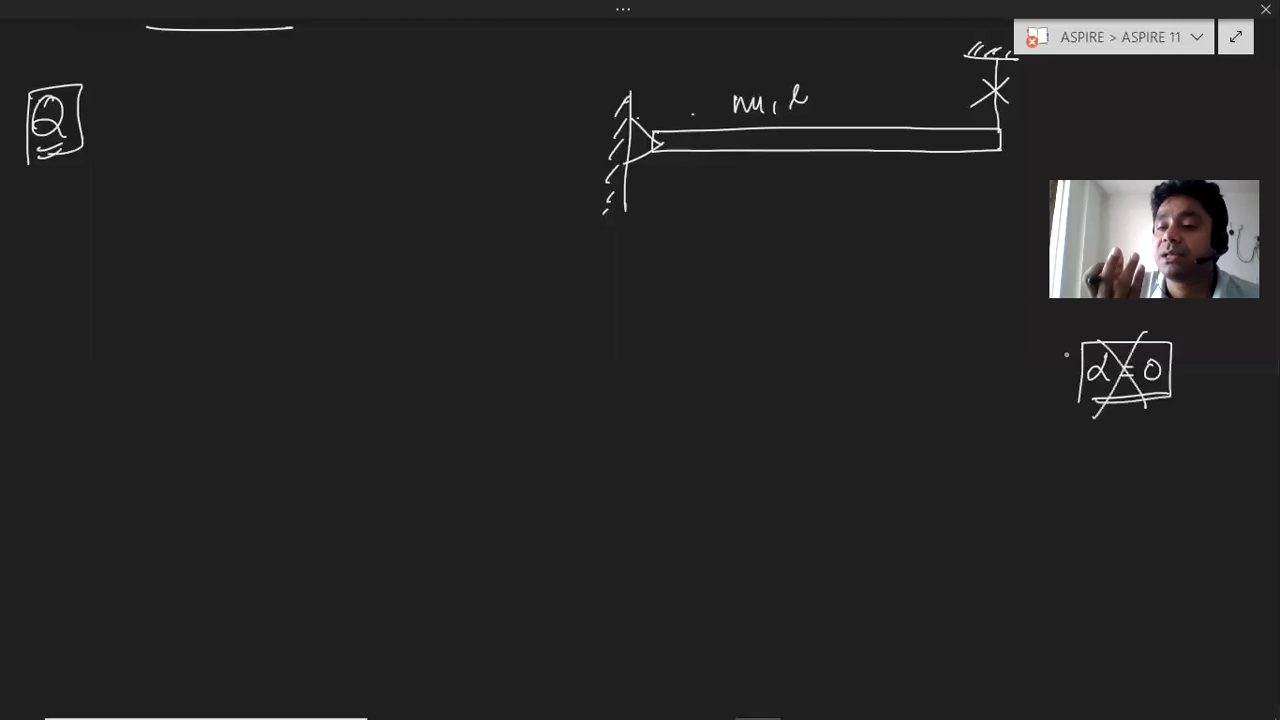 ASPIRE > ASPIRE 11
Q
m, l
α = 0